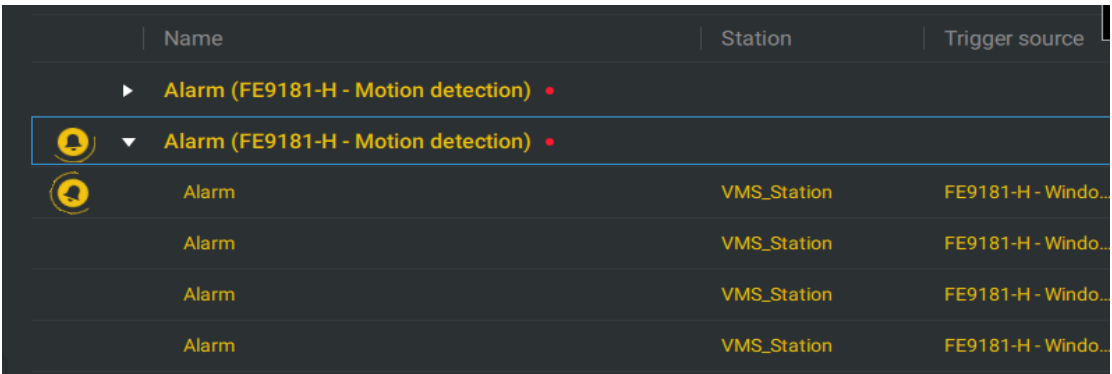 Name Station Trigger source
Alarm (FE9181-H - Motion detection)
Alarm (FE9181-H - Motion detection)
Alarm VMS_Station FE9181-H - Windo...
Alarm VMS_Station FE9181-H - Windo...
Alarm VMS_Station FE9181-H - Windo...
Alarm VMS_Station FE9181-H - Windo...